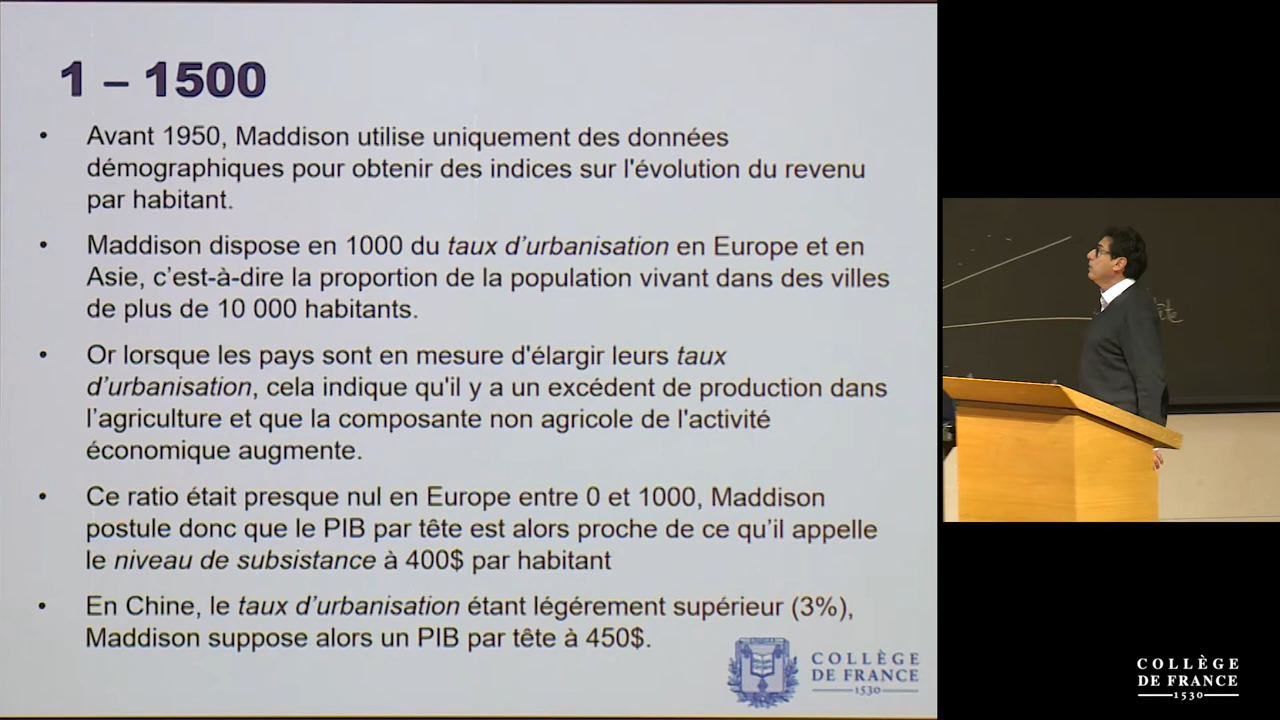 1 – 1500
• Avant 1950, Maddison utilise uniquement des données
démographiques pour obtenir des indices sur l'évolution du revenu
par habitant.
• Maddison dispose en 1000 du taux d’urbanisation en Europe et en
Asie, c’est-à-dire la proportion de la population vivant dans des villes
de plus de 10 000 habitants.
• Or lorsque les pays sont en mesure d'élargir leurs taux
d’urbanisation, cela indique qu'il y a un excédent de production dans
l’agriculture et que la composante non agricole de l'activité
économique augmente.
• Ce ratio était presque nul en Europe entre 0 et 1000, Maddison
postule donc que le PIB par tête est alors proche de ce qu’il appelle
le niveau de subsistance à 400$ par habitant
• En Chine, le taux d’urbanisation étant légérement supérieur (3%),
Maddison suppose alors un PIB par tête à 450$.
COLLÈGE
DE FRANCE
1530
COLLÈGE
DE FRANCE
1530